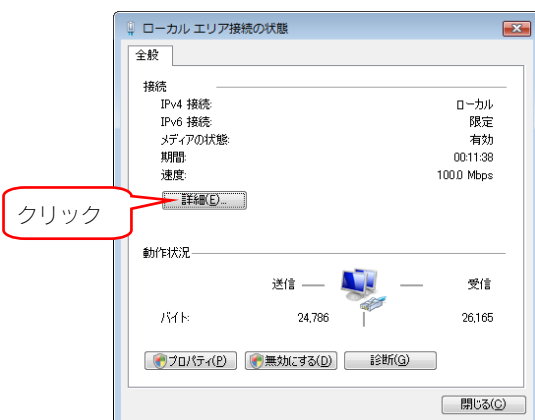 ローカル エリア接続の状態
全般
接続
IPv4 接続: ローカル
IPv6 接続: 限定
メディアの状態: 有効
期間: 00:11:38
速度: 100.0 Mbps
詳細(E)...
クリック
動作状況
送信 — — 受信
バイト: 24,786 26,165
プロパティ(P) 無効にする(D) 診断(G)
閉じる(C)